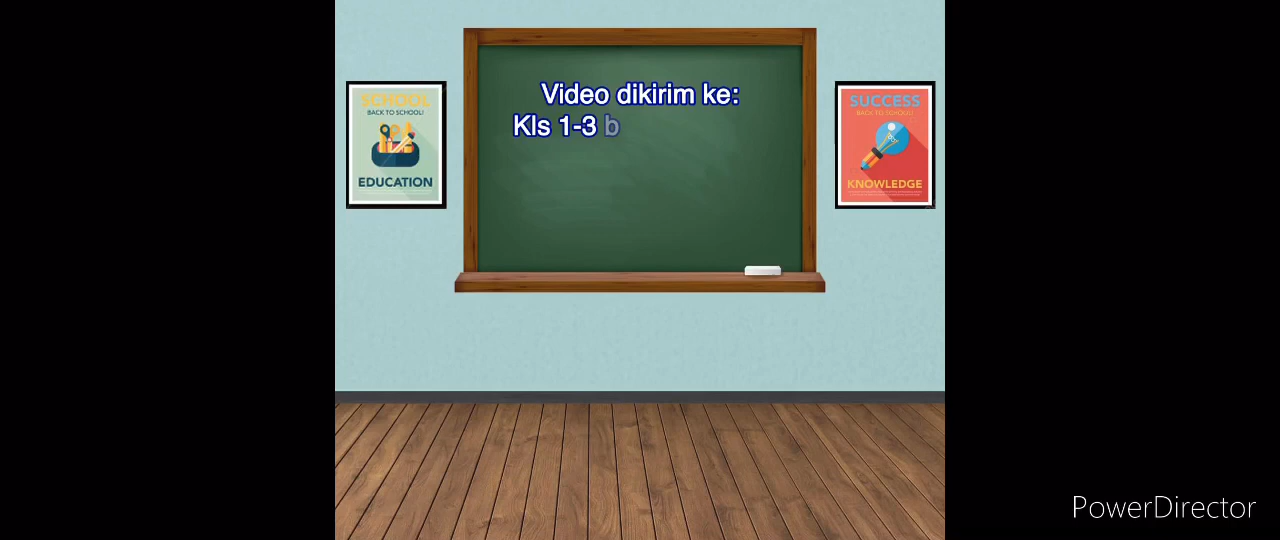 Video dikirim ke:
Kls 1-3 b
SCHOOL
BACK TO SCHOOL!
EDUCATION
SUCCESS
BACK TO SCHOOL!
KNOWLEDGE
PowerDirector